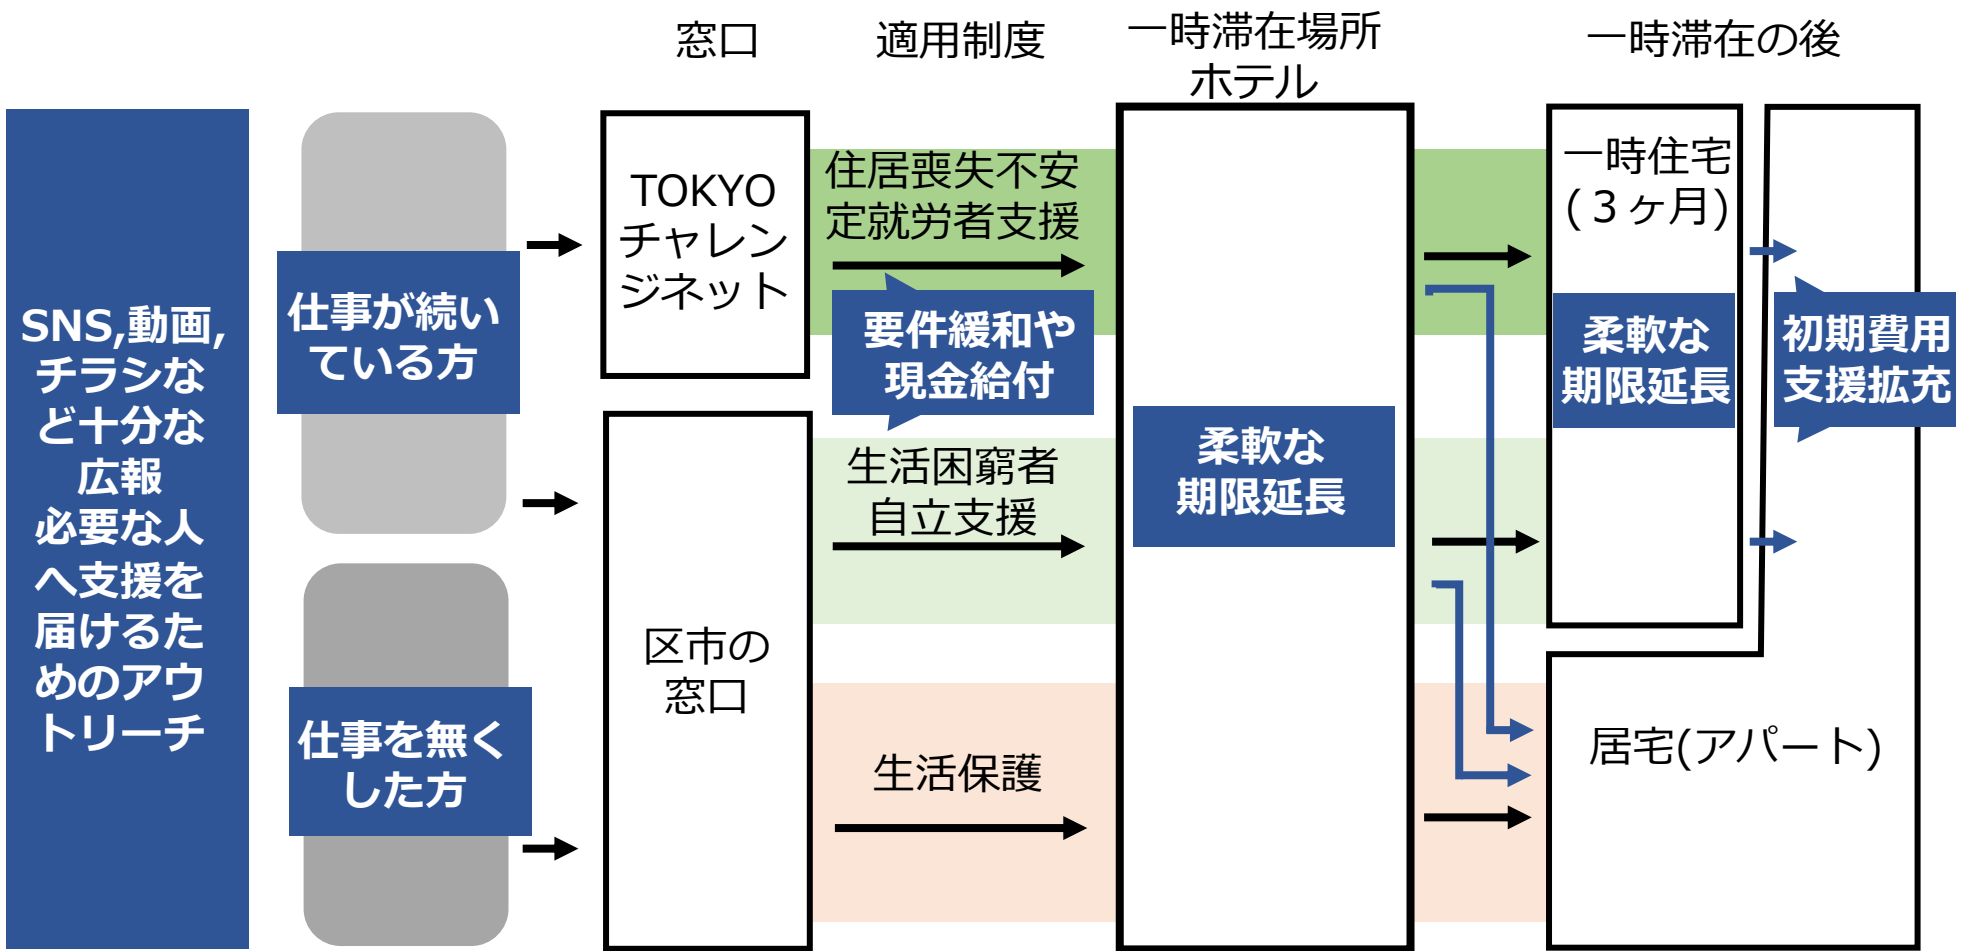 窓口
適用制度
一時滞在場所
ホテル
一時滞在の後
SNS,動画,
チラシな
ど十分な
広報
必要な人
へ支援を
届けるた
めのアウ
トリーチ
仕事が続い
ている方
仕事を無く
した方
TOKYO
チャレン
ジネット
区市の
窓口
住居喪失不安
定就労者支援
要件緩和や
現金給付
生活困窮者
自立支援
生活保護
柔軟な
期限延長
一時住宅
(３ヶ月)
柔軟な
期限延長
初期費用
支援拡充
居宅(アパート)